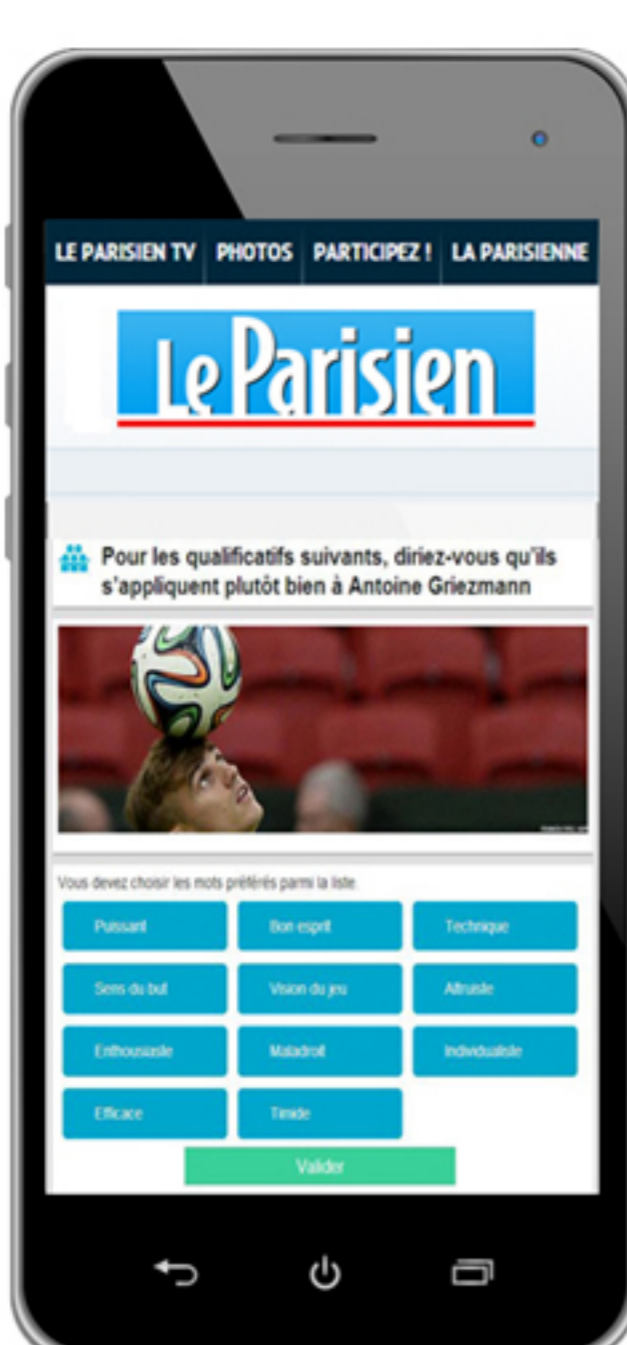 LE PARISIEN TV PHOTOS PARTICIPEZ ! LA PARISIENNE
Le Parisien
Pour les qualificatifs suivants, diriez-vous qu'ils
s'appliquent plutôt bien à Antoine Griezmann
Vous devez choisir les mots préférés parmi la liste.
Puissant Bon esprit Technique
Sens du but Vision du jeu Altruiste
Enthousiaste Maladroit Individualiste
Efficace Timide
Valider